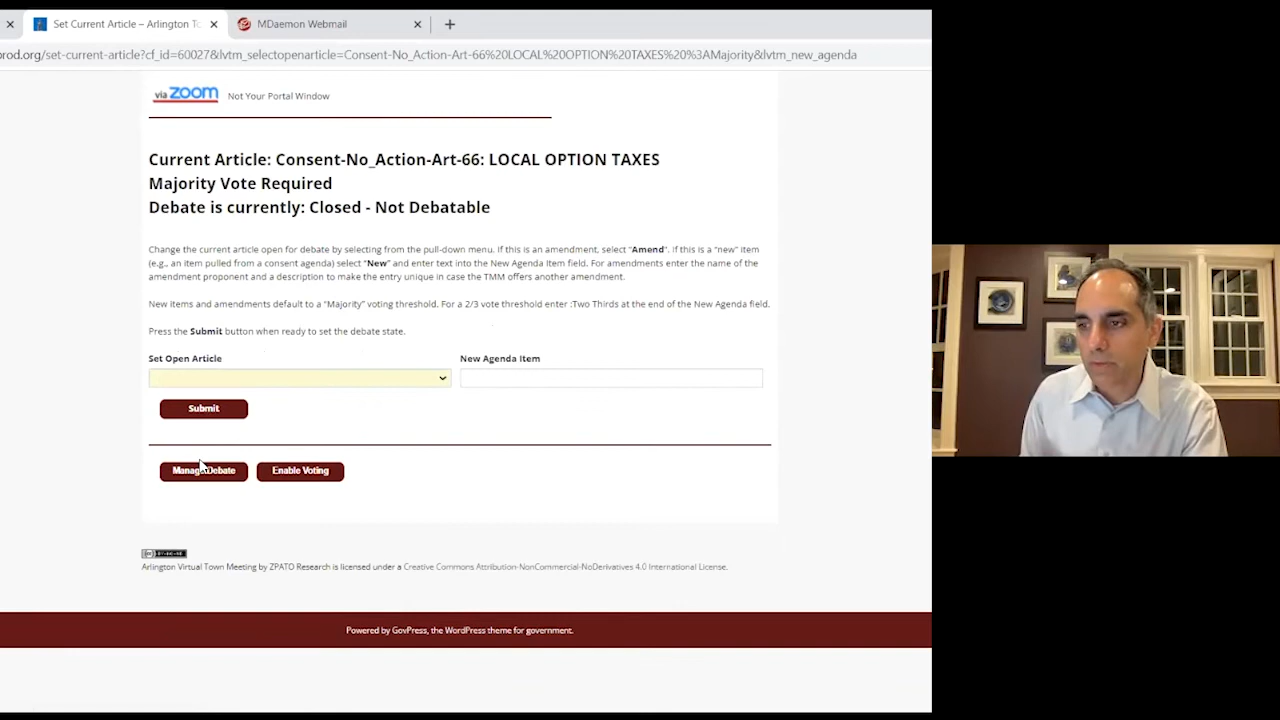 Set Current Article – Arlington To
MDaemon Webmail
prod.org/set-current-article?cf_id=60027&lvtm_selectopenarticle=Consent-No_Action-Art-66%20LOCAL%20OPTION%20TAXES%20%3AMajority&lvtm_new_agenda
via zoom Not Your Portal Window
Current Article: Consent-No_Action-Art-66: LOCAL OPTION TAXES
Majority Vote Required
Debate is currently: Closed - Not Debatable
Change the current article open for debate by selecting from the pull-down menu. If this is an amendment, select "Amend". If this is a "new" item
(e.g., an item pulled from a consent agenda) select "New" and enter text into the New Agenda Item field. For amendments enter the name of the
amendment proponent and a description to make the entry unique in case the TMM offers another amendment.
New items and amendments default to a "Majority" voting threshold. For a 2/3 vote threshold enter :Two Thirds at the end of the New Agenda field.
Press the Submit button when ready to set the debate state.
Set Open Article New Agenda Item
Submit
Manage Debate Enable Voting
Arlington Virtual Town Meeting by ZPATO Research is licensed under a Creative Commons Attribution-NonCommercial-NoDerivatives 4.0 International License.
Powered by GovPress, the WordPress theme for government.